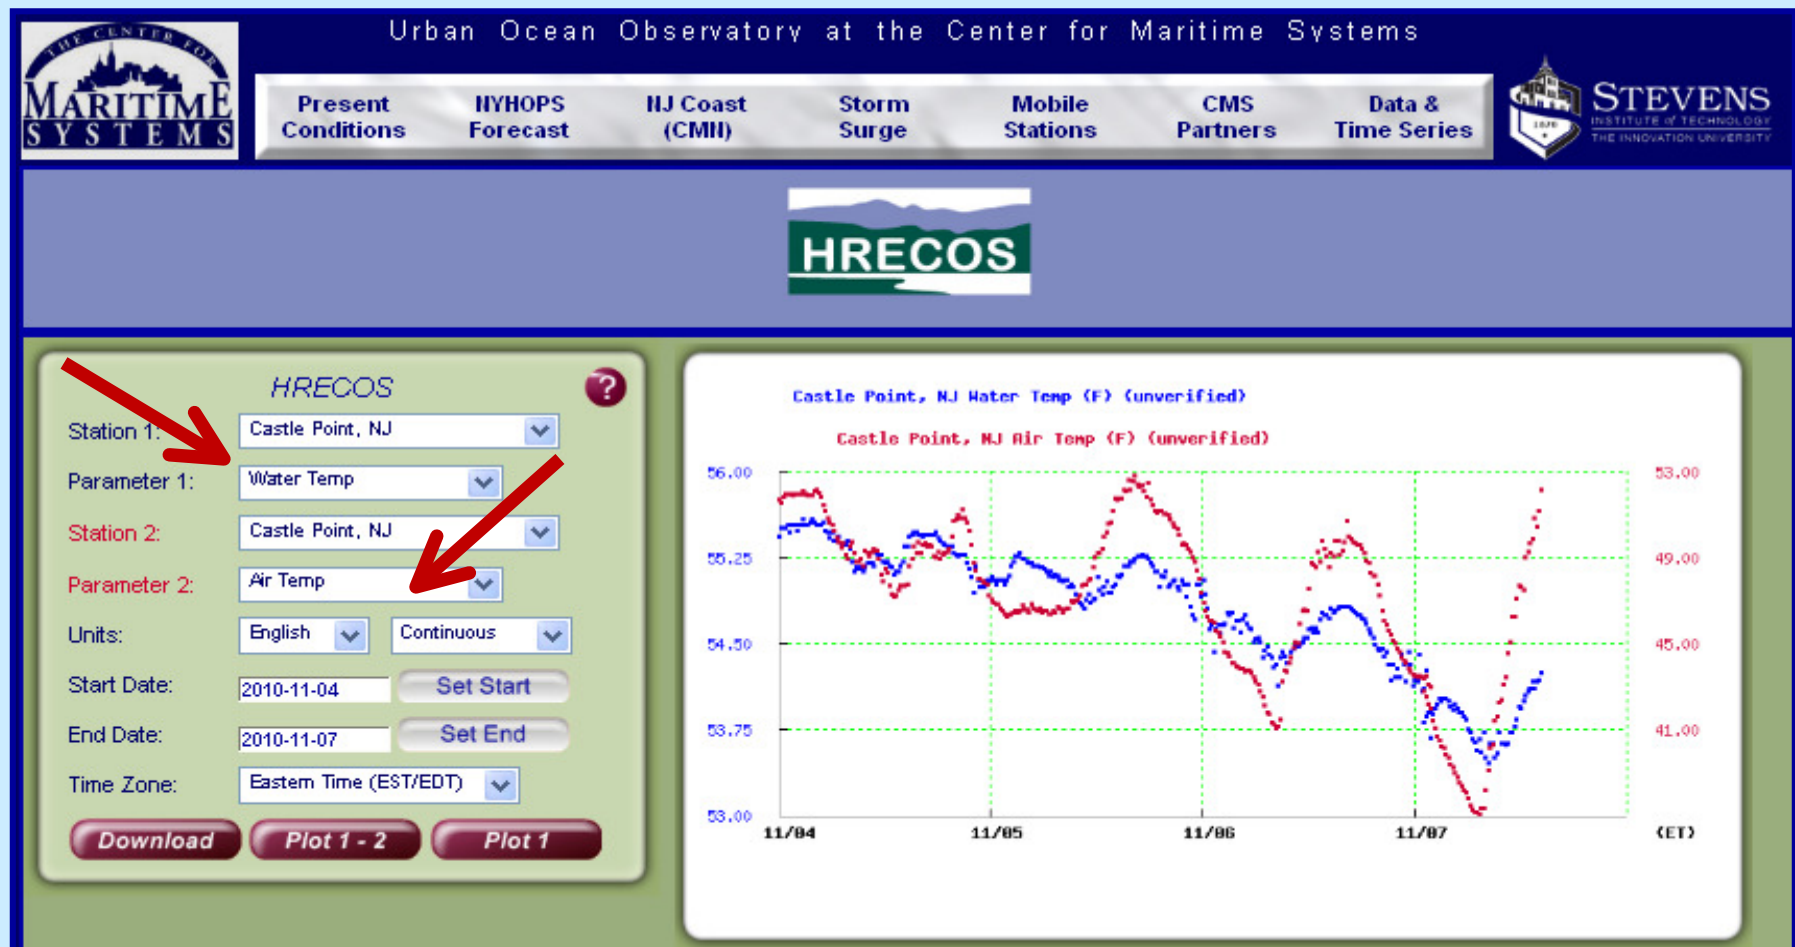 Urban Ocean Observatory at the Center for Maritime Systems
THE CENTER FOR
MARITIME
SYSTEMS
Present Conditions
NYHOPS Forecast
NJ Coast (CMN)
Storm Surge
Mobile Stations
CMS Partners
Data & Time Series
1870
STEVENS
INSTITUTE of TECHNOLOGY
THE INNOVATION UNIVERSITY
HRECOS
HRECOS
?
Station 1: Castle Point, NJ
Parameter 1: Water Temp
Station 2: Castle Point, NJ
Parameter 2: Air Temp
Units: English Continuous
Start Date: 2010-11-04 Set Start
End Date: 2010-11-07 Set End
Time Zone: Eastern Time (EST/EDT)
Download Plot 1 - 2 Plot 1
Castle Point, NJ Water Temp (F) (unverified)
Castle Point, NJ Air Temp (F) (unverified)
56.00 53.00
55.25 49.00
54.50 45.00
53.75 41.00
53.00
11/04 11/05 11/06 11/07 (ET)